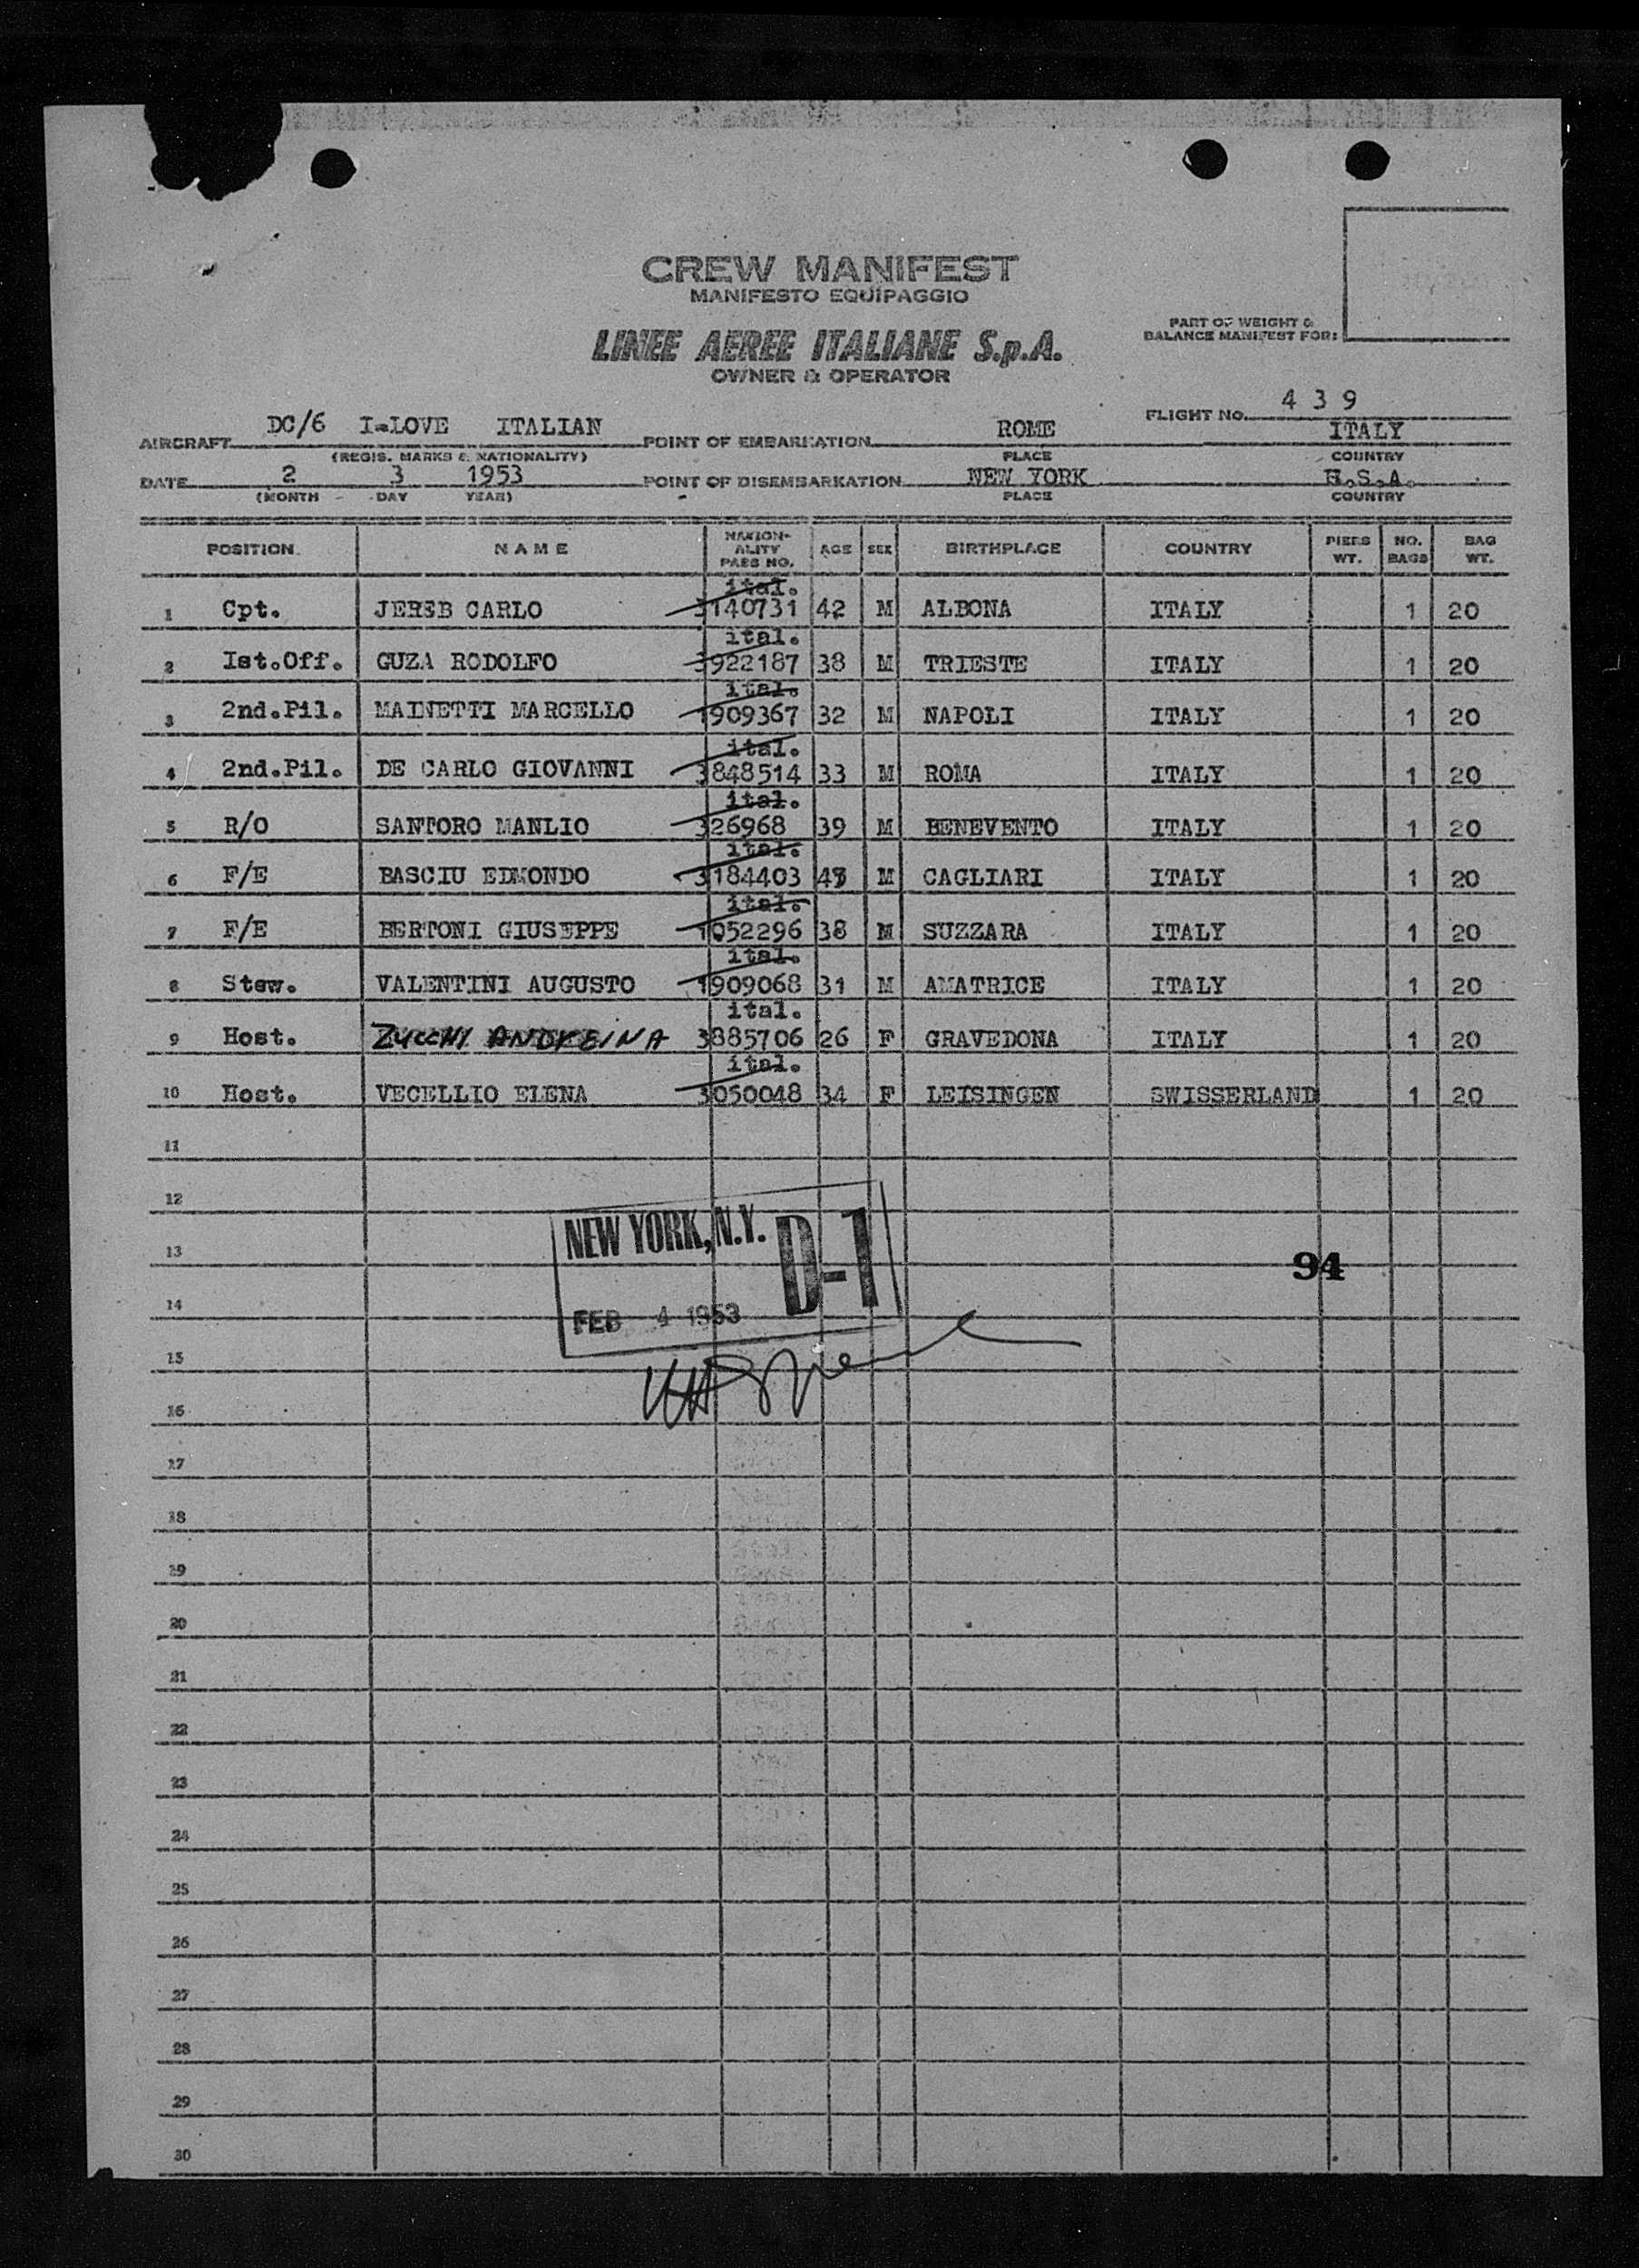 CREW MANIFEST
MANIFESTO EQUIPAGGIO
LINEE AEREE ITALIANE S.p.A.
OWNER & OPERATOR
PART OF WEIGHT &
BALANCE MANIFEST FOR:
FLIGHT NO. 4 3 9
AIRCRAFT DC/6 I-LOVE ITALIAN POINT OF EMBARKATION ROME ITALY
(REGIS. MARKS & NATIONALITY) PLACE COUNTRY
DATE 2 3 1953 POINT OF DISEMBARKATION NEW YORK S.A.
(MONTH - DAY YEAR) PLACE COUNTRY
POSITION NAME NATION-ALITY PASS NO. AGE SEX BIRTHPLACE COUNTRY WT. NO. BAGS BAG WT.
ital.
1 Cpt. JEREB CARLO 3140731 42 M ALBONA ITALY 1 20
ital.
2 Ist.Off. GUZA RODOLFO 3922187 38 M TRIESTE ITALY 1 20
ital.
3 2nd.Pil. MAINETTI MARCELLO 1909367 32 M NAPOLI ITALY 1 20
ital.
4 2nd.Pil. DE CARLO GIOVANNI 3848514 33 M ROMA ITALY 1 20
ital.
5 R/O SANTORO MANLIO 326968 39 M BENEVENTO ITALY 1 20
ital.
6 F/E BASCIU EDMONDO 3184403 M CAGLIARI ITALY 1 20
ital.
7 F/E BERTONI GIUSEPPE 1052296 38 M SUZZARA ITALY 1 20
ital.
8 Stew. VALENTINI AUGUSTO 1909068 31 M AMATRICE ITALY 1 20
ital.
9 Host. ZUCCHI ANDREINA 3885706 26 F GRAVEDONA ITALY 1 20
ital.
10 Host. VECELLIO ELENA 3050048 34 F LEISINGEN SWISSERLAND 1 20
11
12
NEW YORK, N.Y. D-1
13
94
14
FEB 4 1953
15
16
17
18
19
20
21
22
23
24
25
26
27
28
29
30